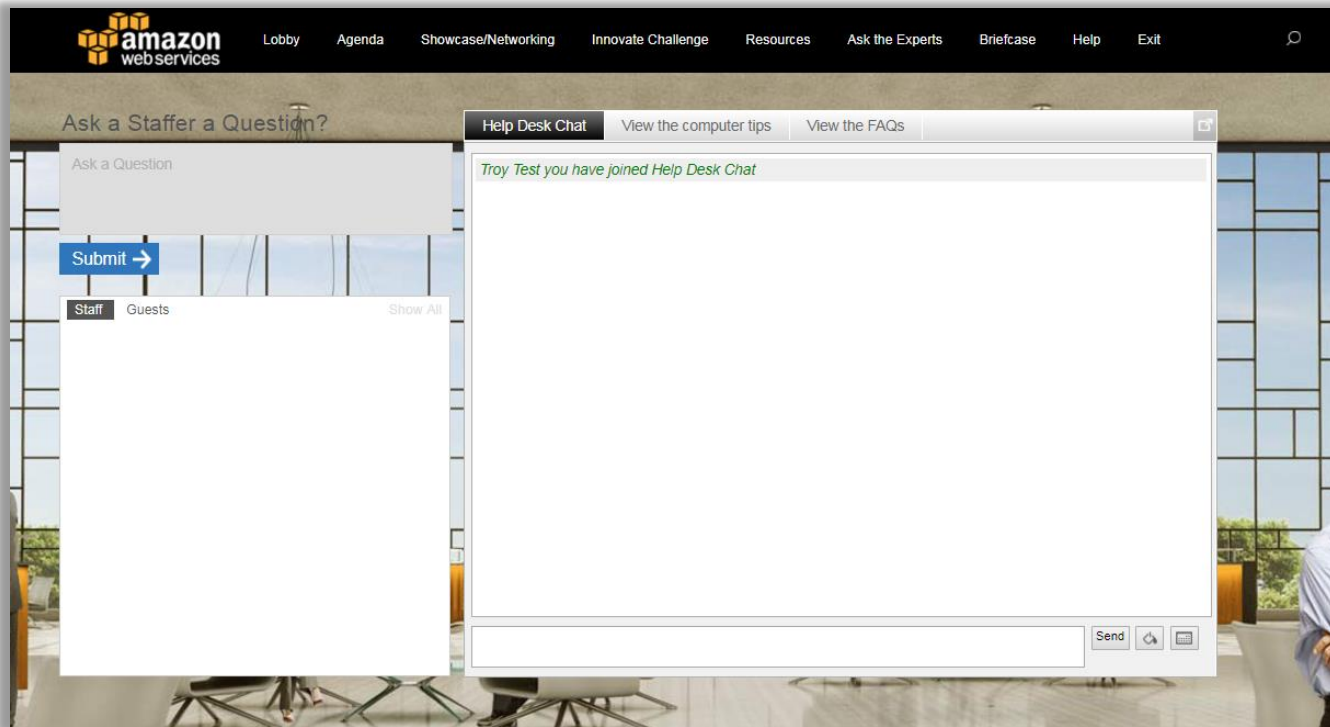 amazon
webservices
Lobby Agenda Showcase/Networking Innovate Challenge Resources Ask the Experts Briefcase Help Exit
Ask a Staffer a Question?
Ask a Question
Submit
Staff Guests Show All
Help Desk Chat View the computer tips View the FAQs
Troy Test you have joined Help Desk Chat
Send